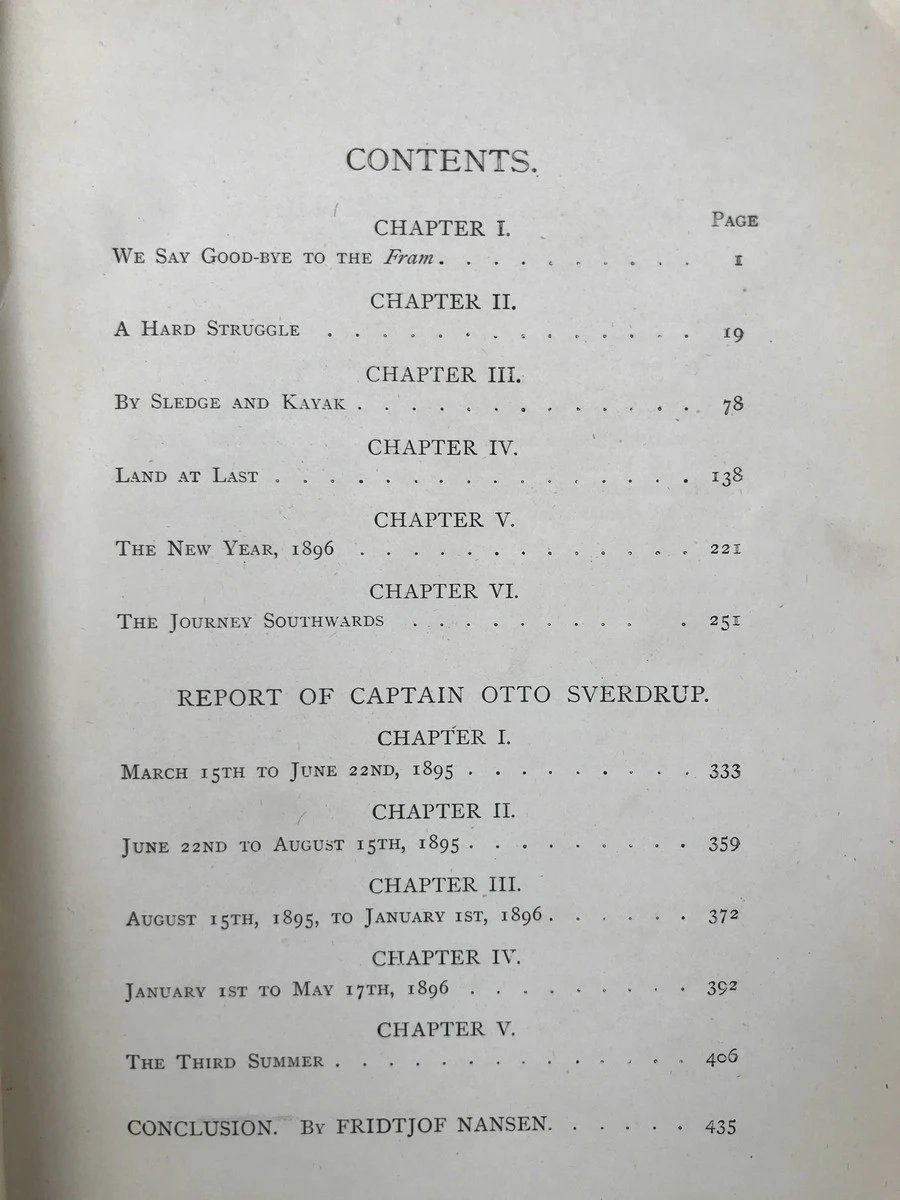 CONTENTS.
PAGE
CHAPTER I.
WE SAY GOOD-BYE TO THE Fram . . . . . . . . . . 1
CHAPTER II.
A HARD STRUGGLE . . . . . . . . . . . . . . 19
CHAPTER III.
BY SLEDGE AND KAYAK . . . . . . . . . . . . . 78
CHAPTER IV.
LAND AT LAST . . . . . . . . . . . . . . . . 138
CHAPTER V.
THE NEW YEAR, 1896 . . . . . . . . . . . . . 221
CHAPTER VI.
THE JOURNEY SOUTHWARDS . . . . . . . . . . 251
REPORT OF CAPTAIN OTTO SVERDRUP.
CHAPTER I.
MARCH 15TH TO JUNE 22ND, 1895 . . . . . . . . . 333
CHAPTER II.
JUNE 22ND TO AUGUST 15TH, 1895 . . . . . . . . . 359
CHAPTER III.
AUGUST 15TH, 1895, TO JANUARY 1ST, 1896 . . . . . . 372
CHAPTER IV.
JANUARY 1ST TO MAY 17TH, 1896 . . . . . . . . . 392
CHAPTER V.
THE THIRD SUMMER . . . . . . . . . . . . . . 406
CONCLUSION. BY FRIDTJOF NANSEN. . . . . . 435